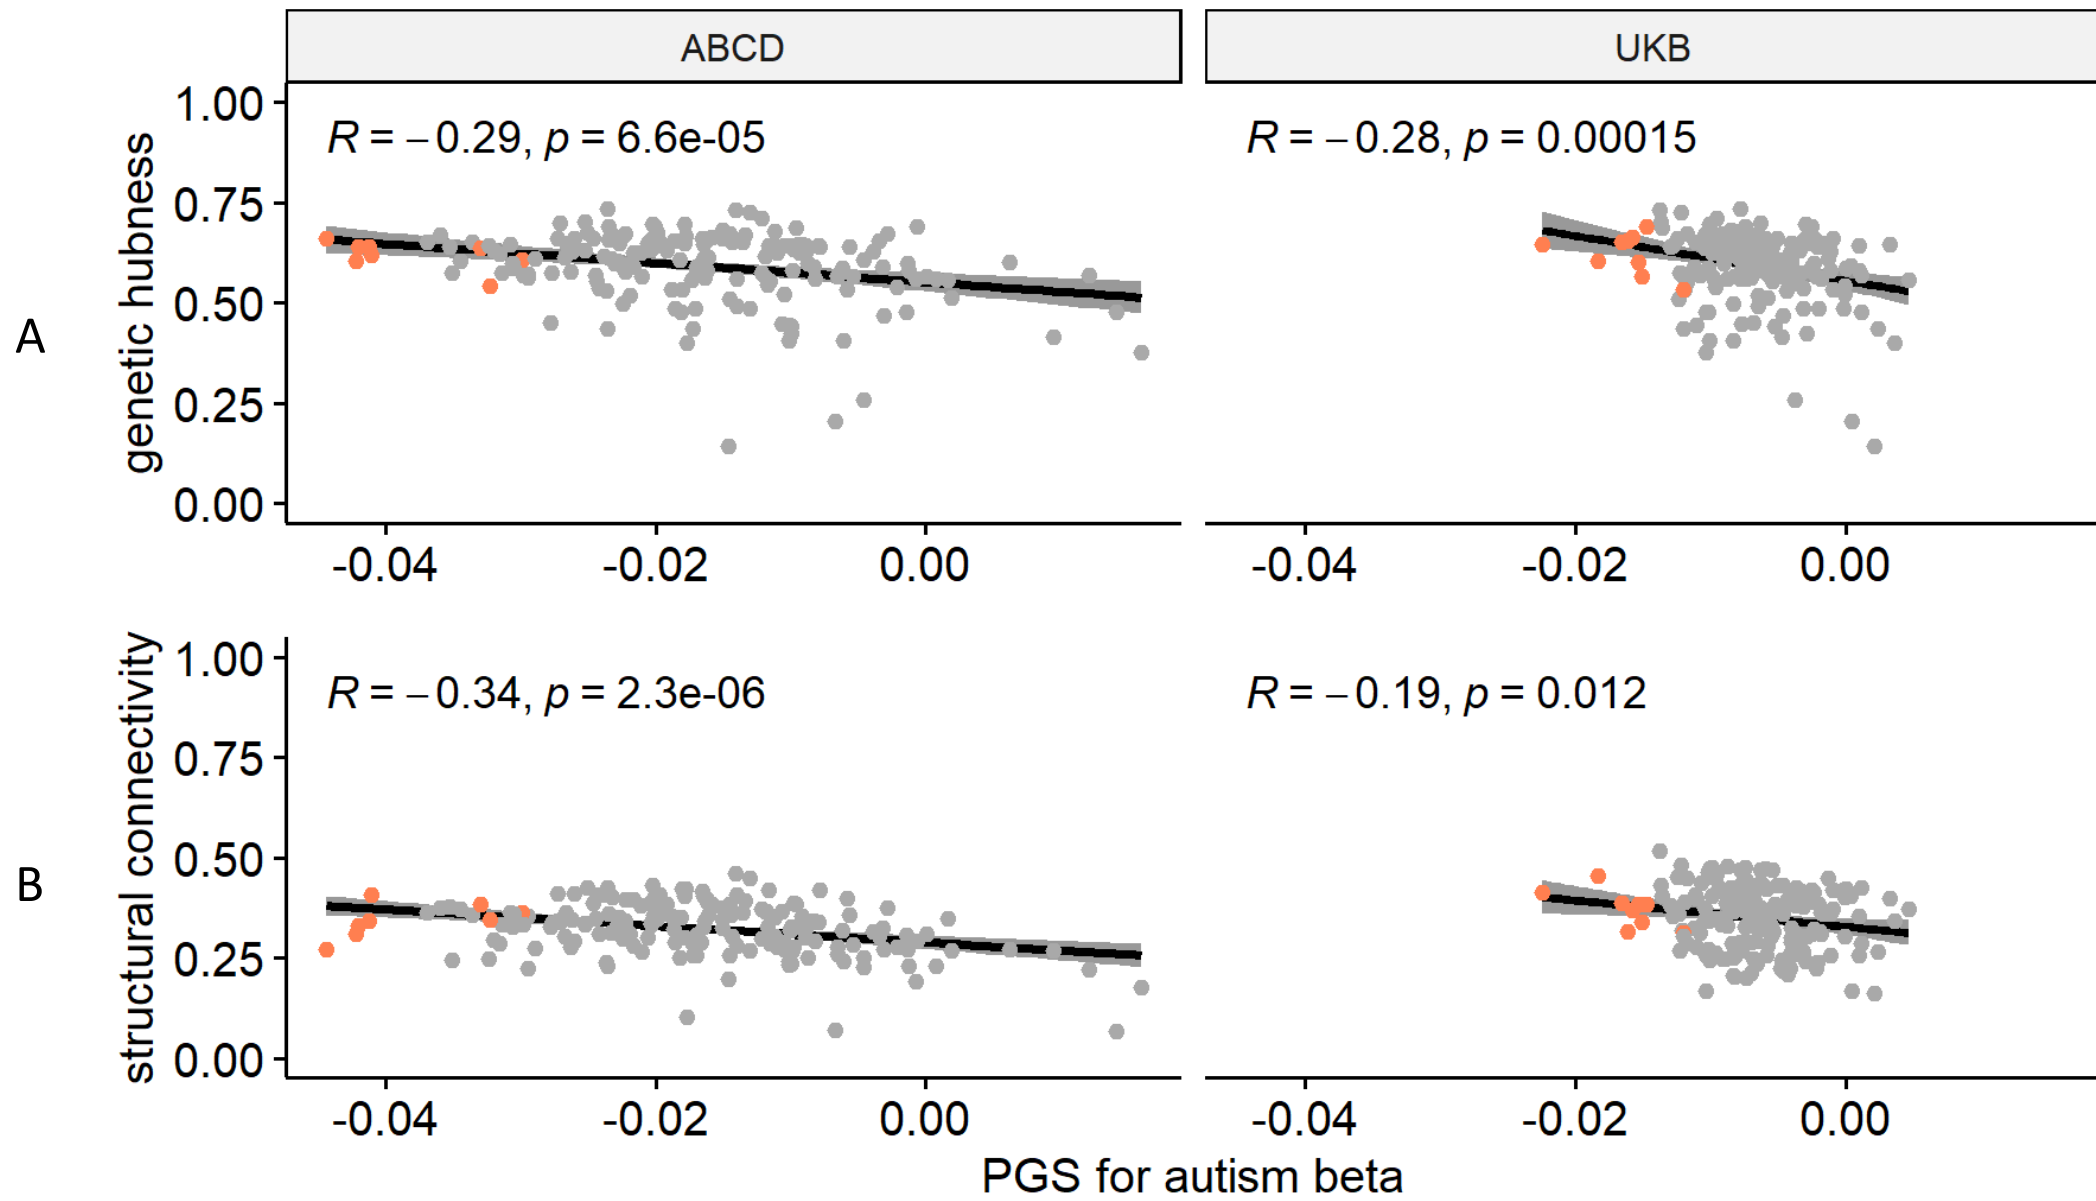 ABCD
UKB
A
genetic hubness
1.00
0.75
0.50
0.25
0.00
R = −0.29, p = 6.6e-05
R = −0.28, p = 0.00015
-0.04 -0.02 0.00
-0.04 -0.02 0.00
B
structural connectivity
1.00
0.75
0.50
0.25
0.00
R = −0.34, p = 2.3e-06
R = −0.19, p = 0.012
-0.04 -0.02 0.00
-0.04 -0.02 0.00
PGS for autism beta